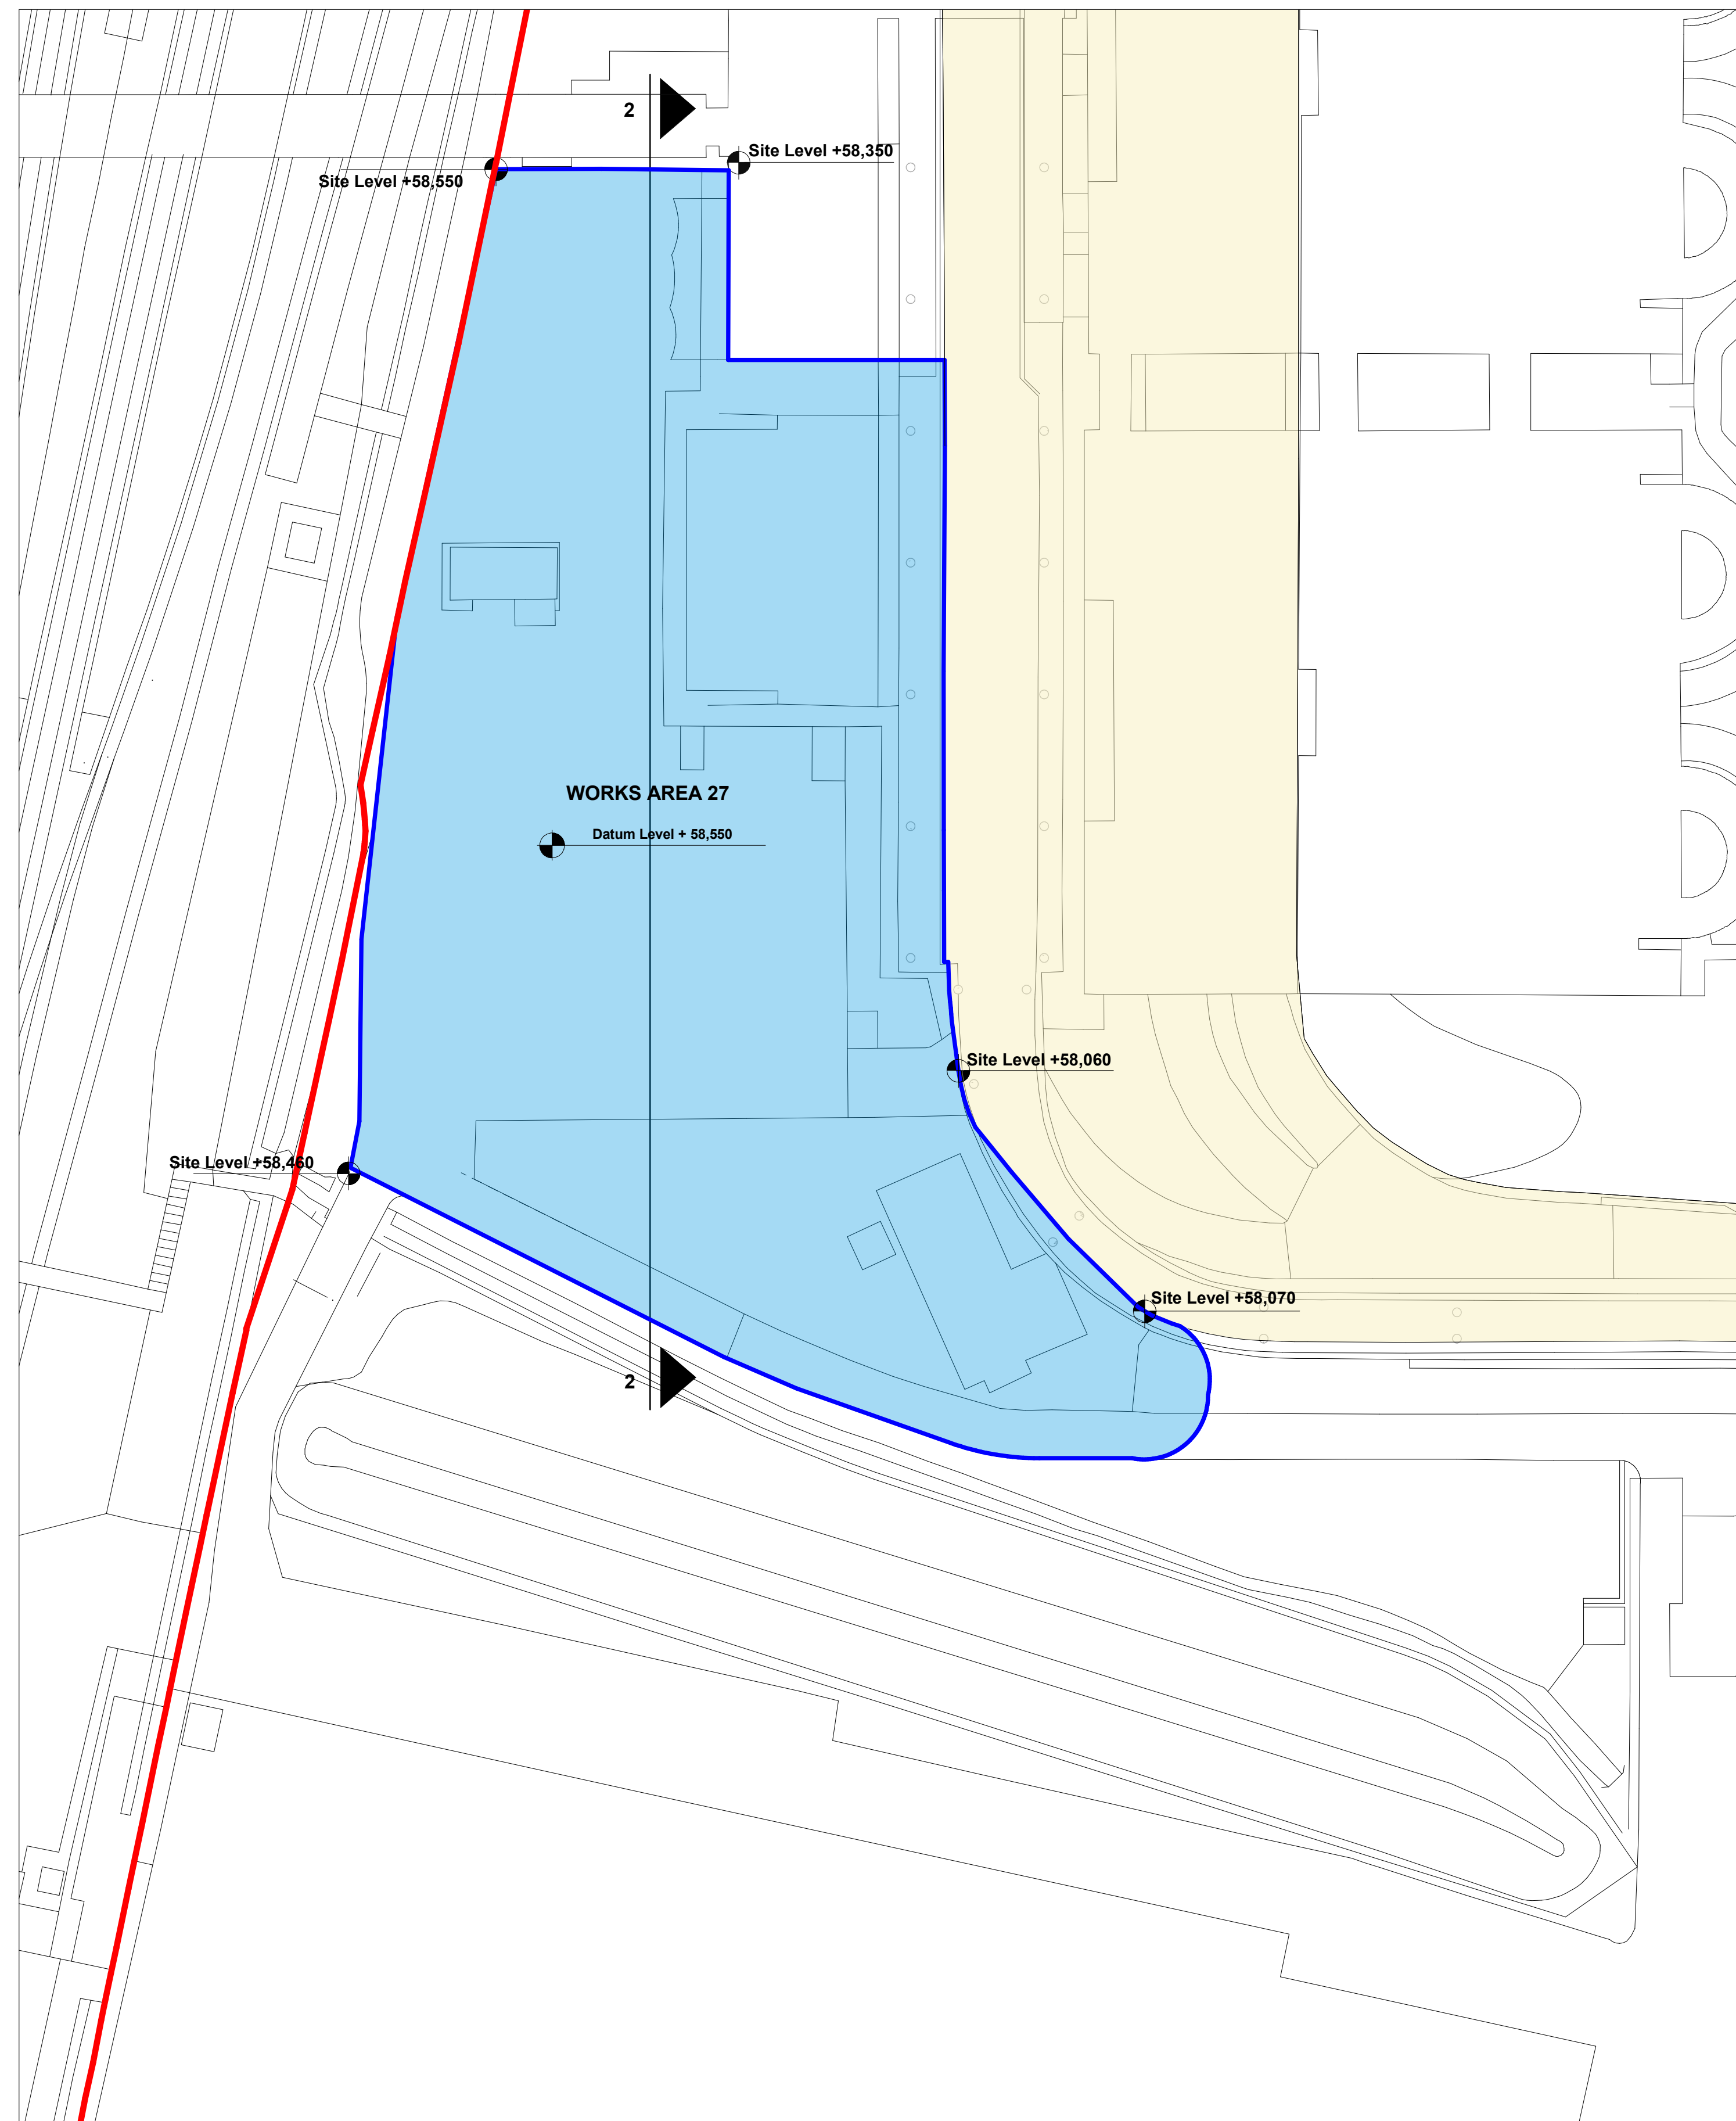 2
Site Level +58,350
Site Level +58,550
WORKS AREA 27
Datum Level + 58,550
Site Level +58,060
Site Level +58,460
Site Level +58,070
2